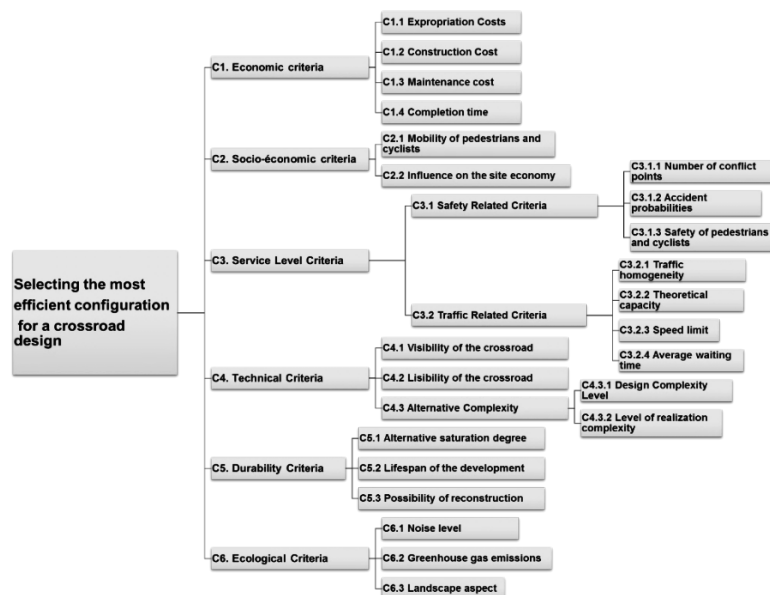 Selecting the most
efficient configuration
for a crossroad
design
C1. Economic criteria
C1.1 Expropriation Costs
C1.2 Construction Cost
C1.3 Maintenance cost
C1.4 Completion time
C2. Socio-économic criteria
C2.1 Mobility of pedestrians and
cyclists
C2.2 Influence on the site economy
C3. Service Level Criteria
C3.1 Safety Related Criteria
C3.1.1 Number of conflict
points
C3.1.2 Accident
probabilities
C3.1.3 Safety of pedestrians
and cyclists
C3.2 Traffic Related Criteria
C3.2.1 Traffic
homogeneity
C3.2.2 Theoretical
capacity
C3.2.3 Speed limit
C3.2.4 Average waiting
time
C4. Technical Criteria
C4.1 Visibility of the crossroad
C4.2 Lisibility of the crossroad
C4.3 Alternative Complexity
C4.3.1 Design Complexity
Level
C4.3.2 Level of realization
complexity
C5. Durability Criteria
C5.1 Alternative saturation degree
C5.2 Lifespan of the development
C5.3 Possibility of reconstruction
C6. Ecological Criteria
C6.1 Noise level
C6.2 Greenhouse gas emissions
C6.3 Landscape aspect